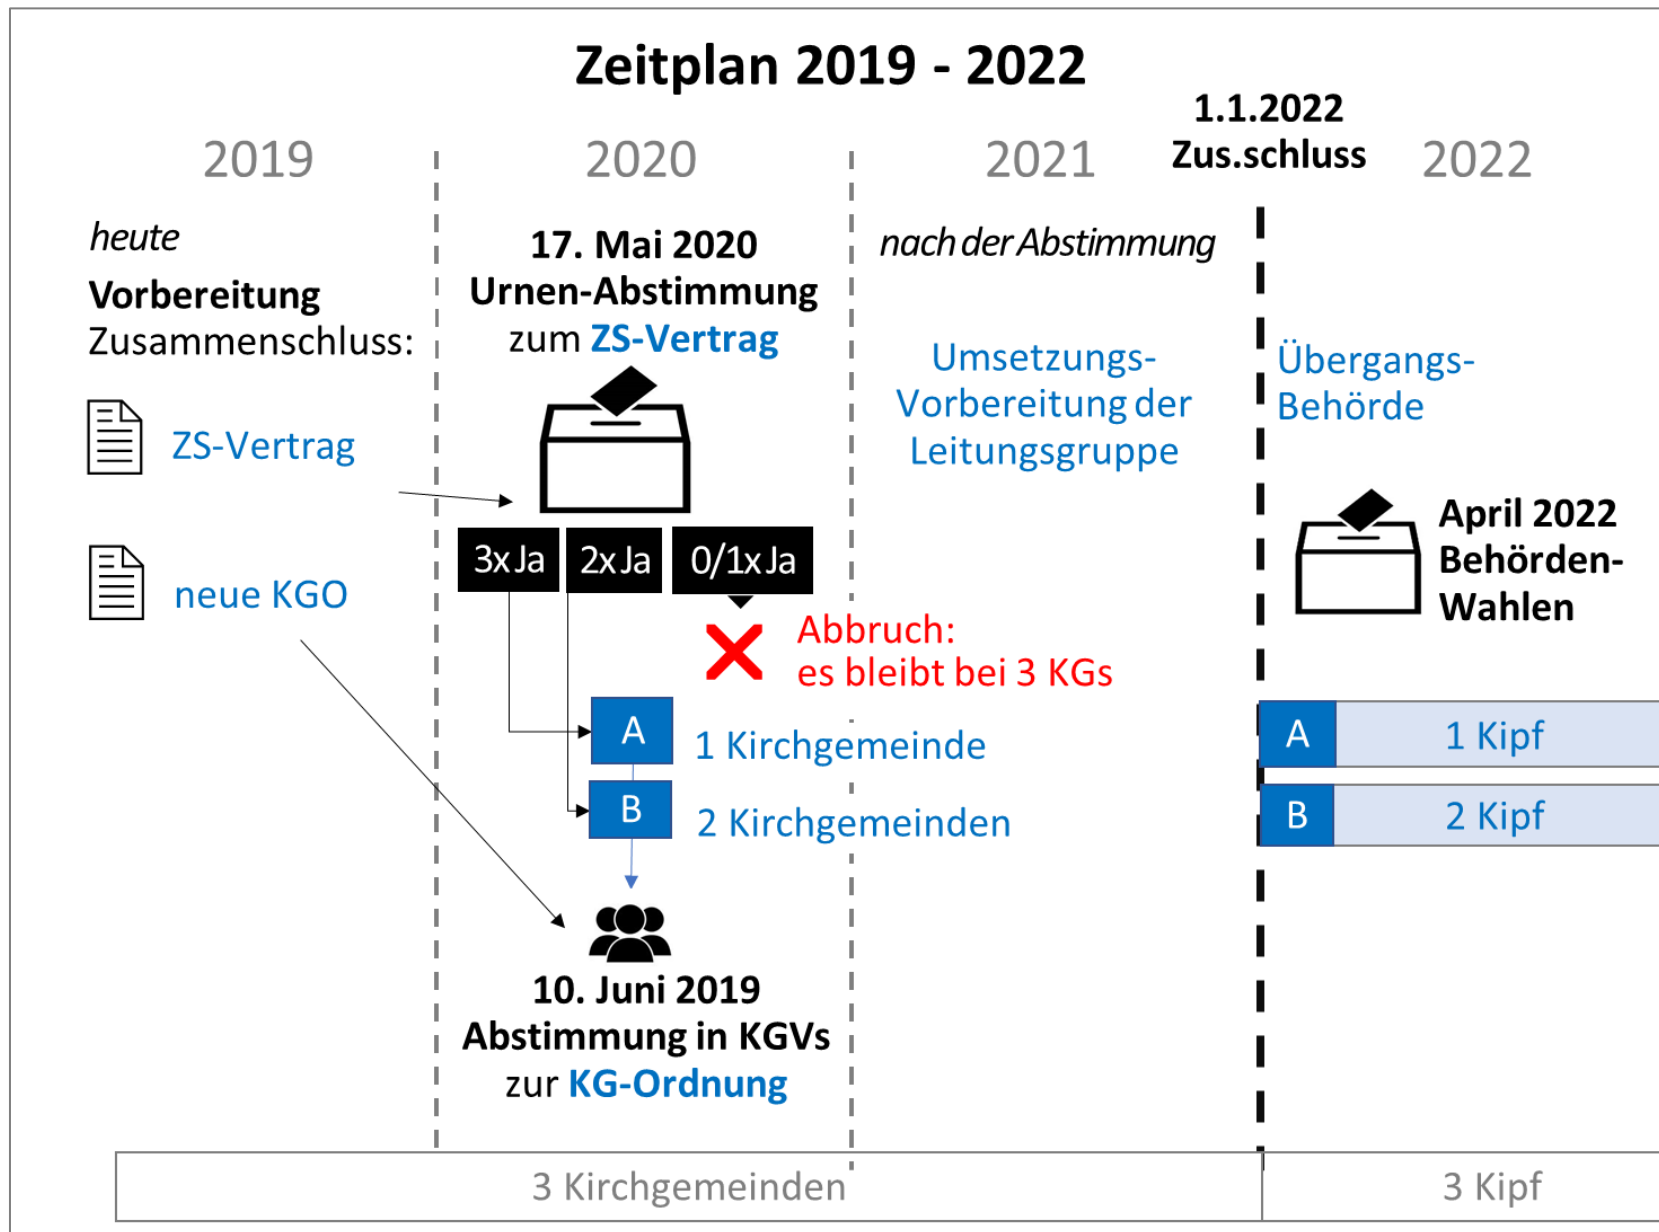 Zeitplan 2019 - 2022
1.1.2022
Zus.schluss
2019
2020
2021
2022
heute
Vorbereitung
Zusammenschluss:
ZS-Vertrag
neue KGO
17. Mai 2020
Urnen-Abstimmung
zum ZS-Vertrag
3x Ja
2x Ja
0/1x Ja
Abbruch:
es bleibt bei 3 KGs
A
1 Kirchgemeinde
B
2 Kirchgemeinden
10. Juni 2019
Abstimmung in KGVs
zur KG-Ordnung
nach der Abstimmung
Umsetzungs-
Vorbereitung der
Leitungsgruppe
Übergangs-
Behörde
April 2022
Behörden-
Wahlen
A
1 Kipf
B
2 Kipf
3 Kirchgemeinden
3 Kipf